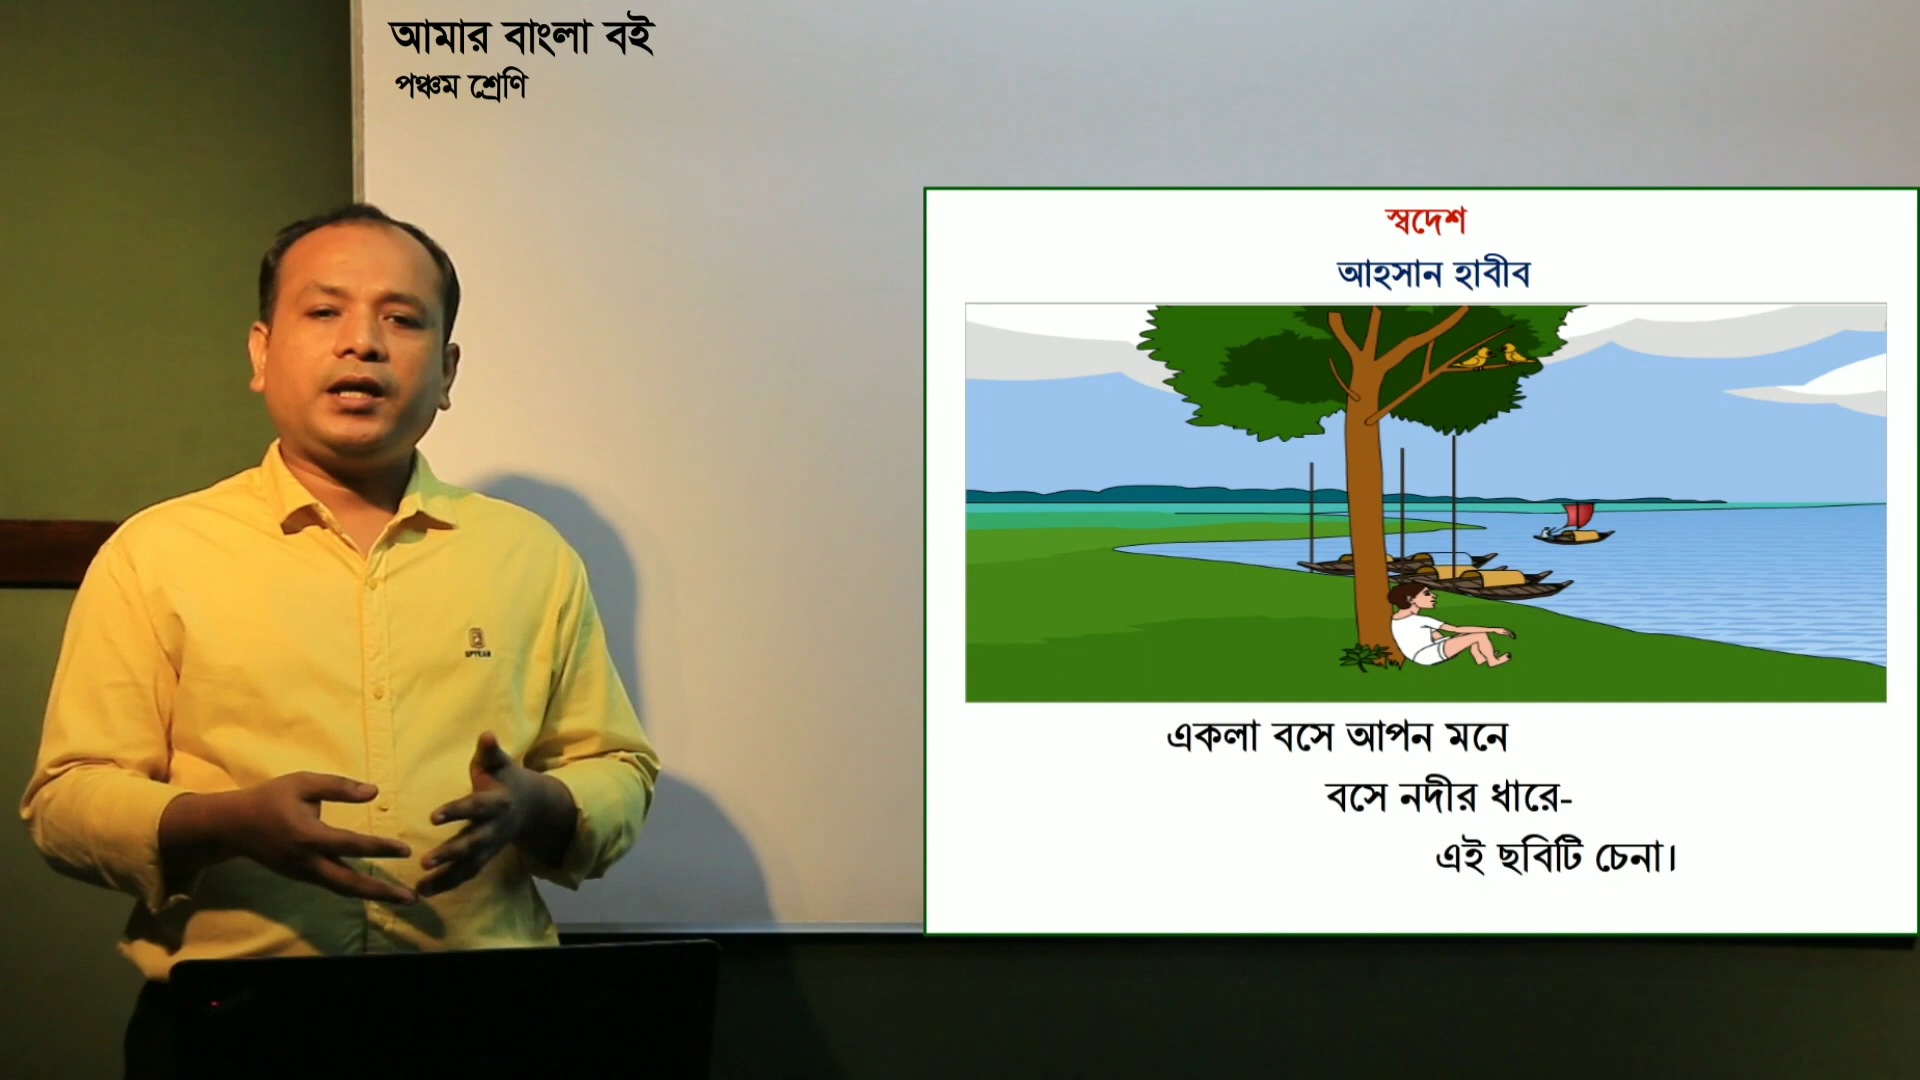 আমার বাংলা বই
পঞ্চম শ্রেণি
স্বদেশ
আহসান হাবীব
একলা বসে আপন মনে
বসে নদীর ধারে-
এই ছবিটি চেনা।